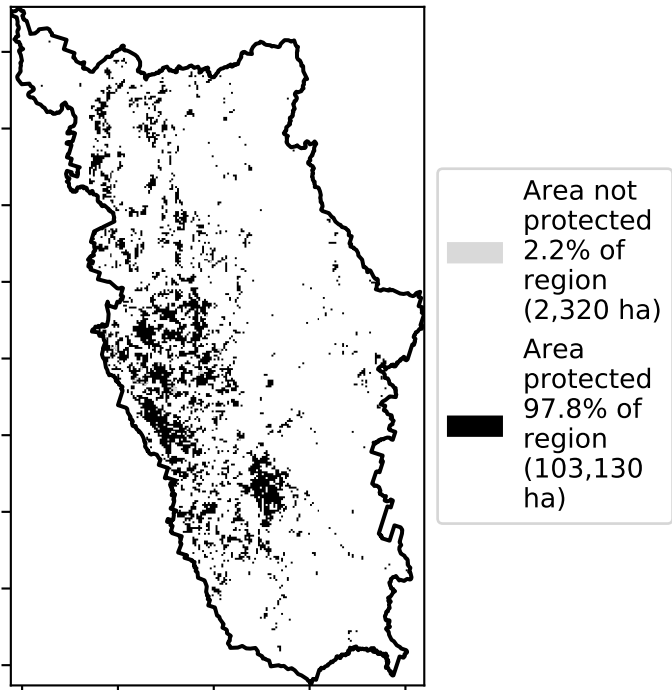 Area not
protected
2.2% of
region
(2,320 ha)
Area
protected
97.8% of
region
(103,130
ha)